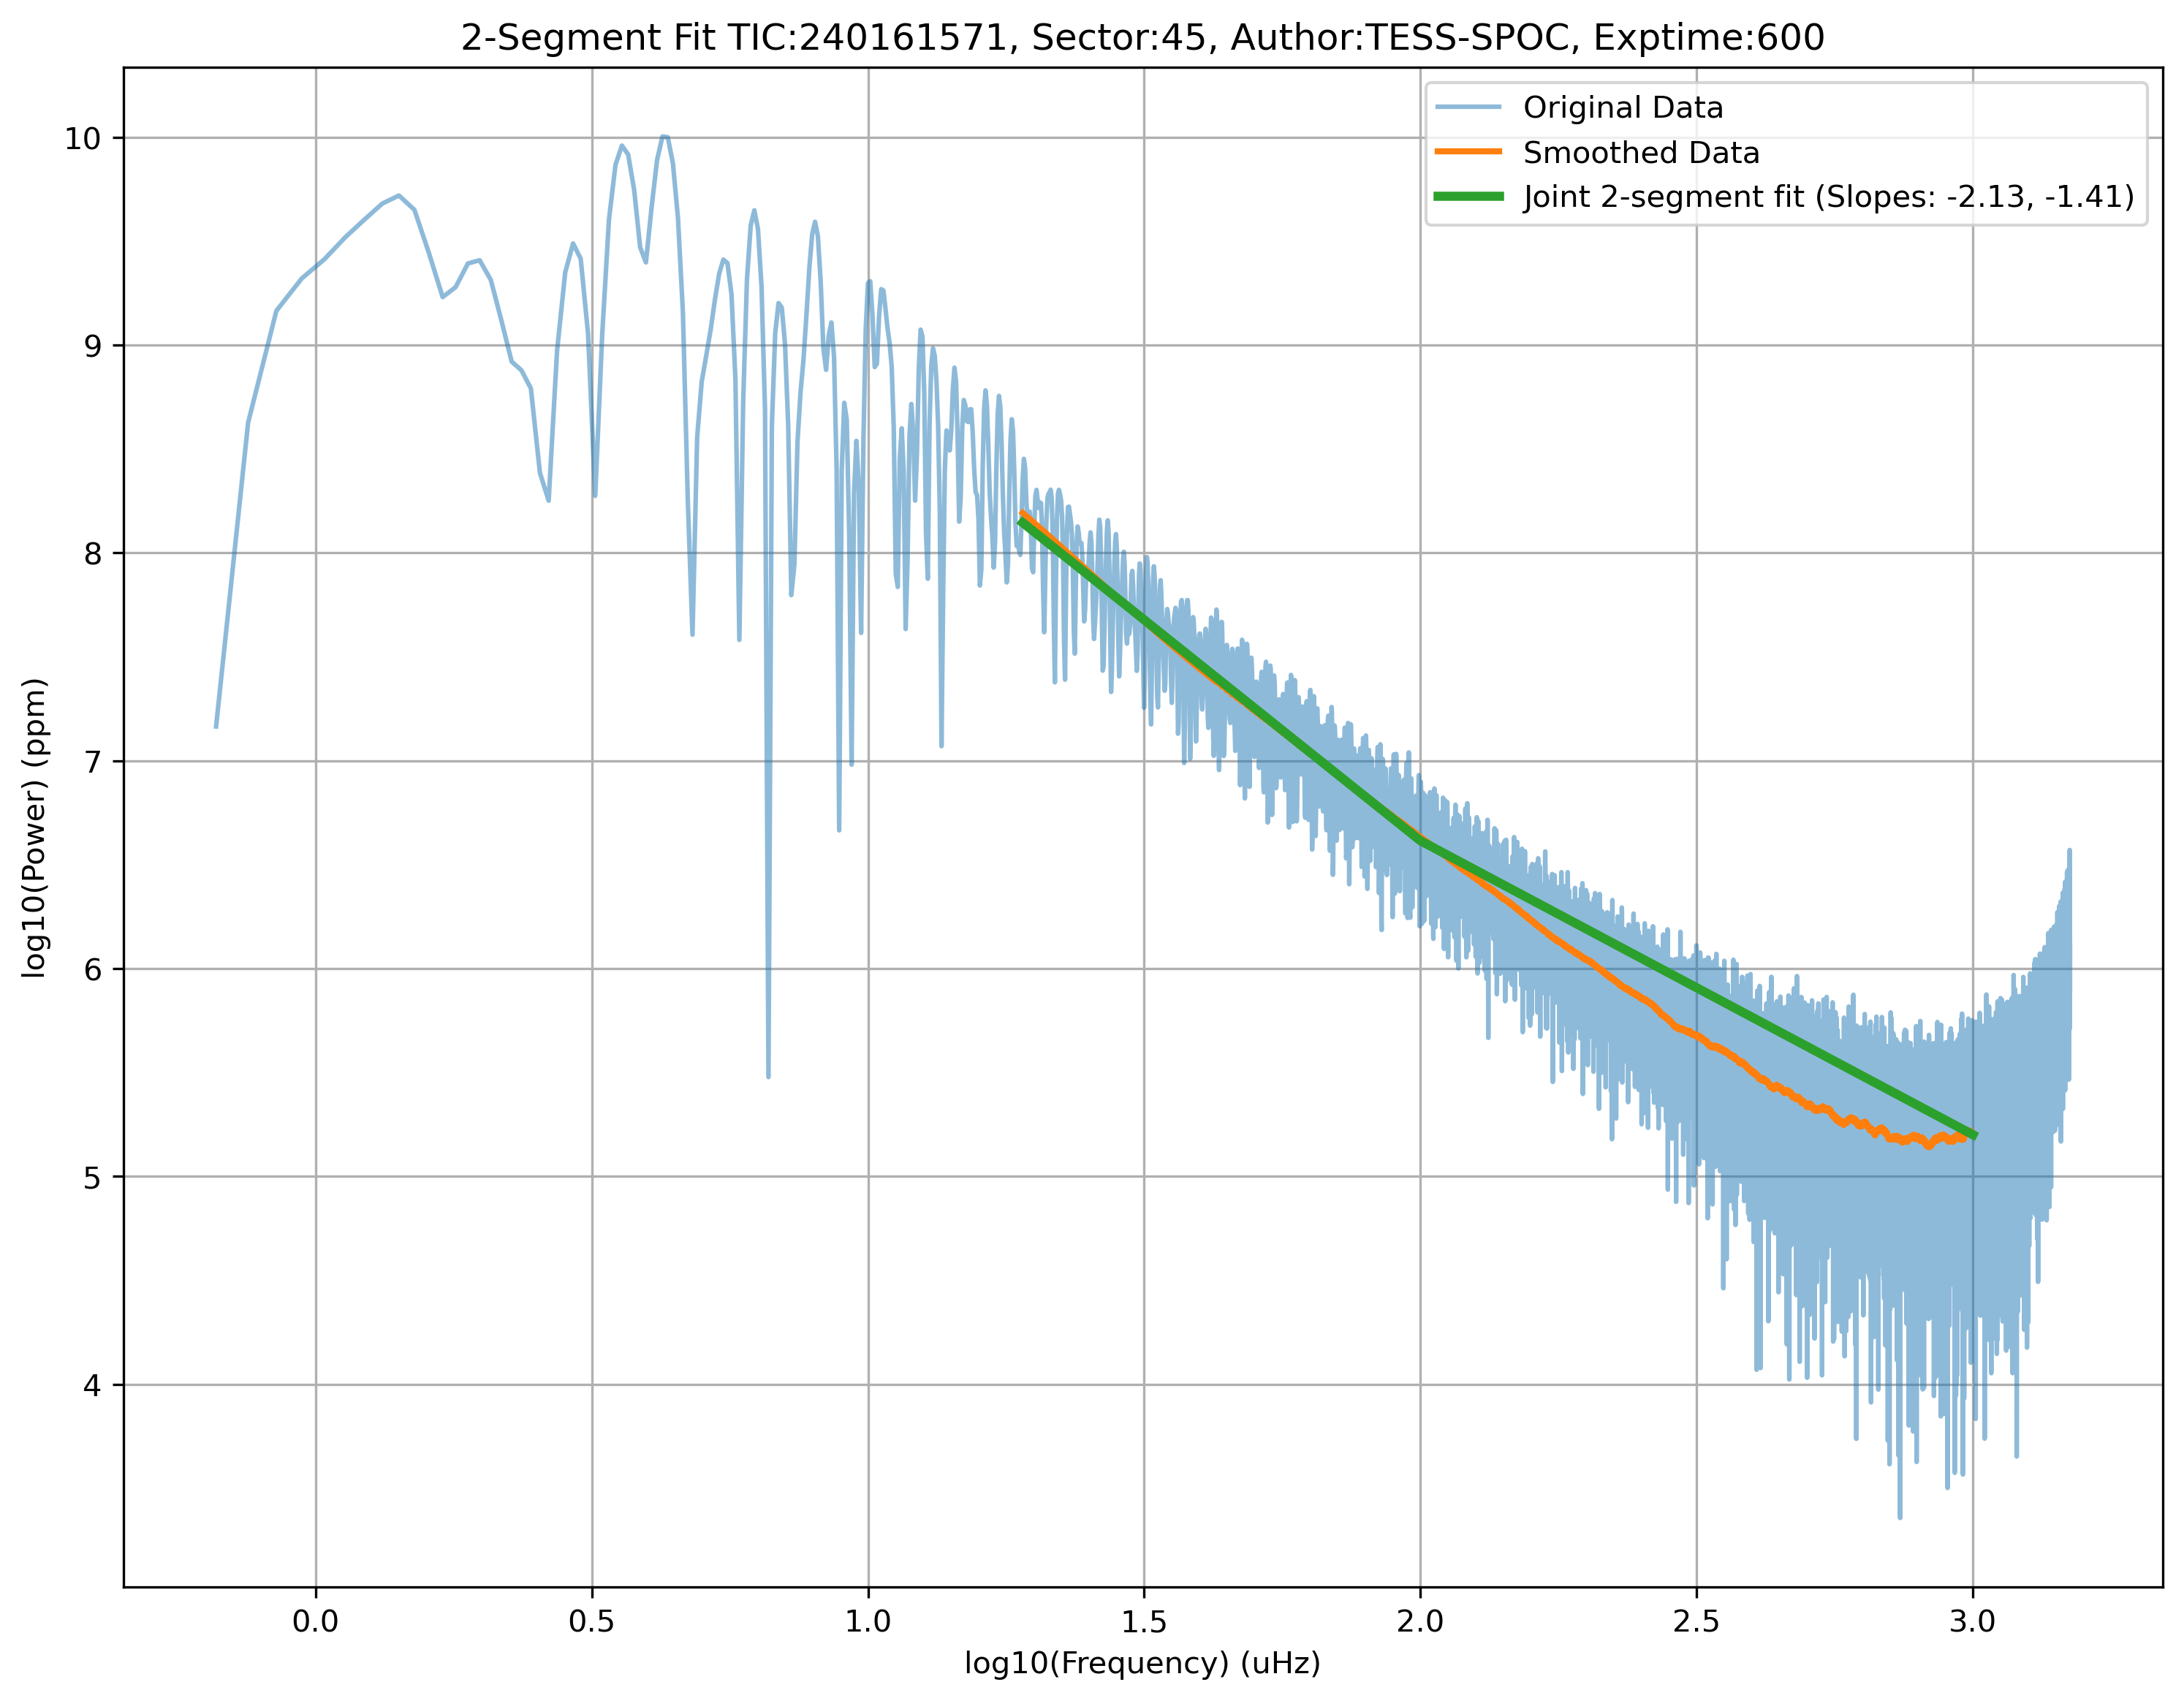 2-Segment Fit TIC:240161571, Sector:45, Author:TESS-SPOC, Exptime:600
Original Data
Smoothed Data
Joint 2-segment fit (Slopes: -2.13, -1.41)
log10(Power) (ppm)
10
9
8
7
6
5
4
0.0 0.5 1.0 1.5 2.0 2.5 3.0
log10(Frequency) (uHz)